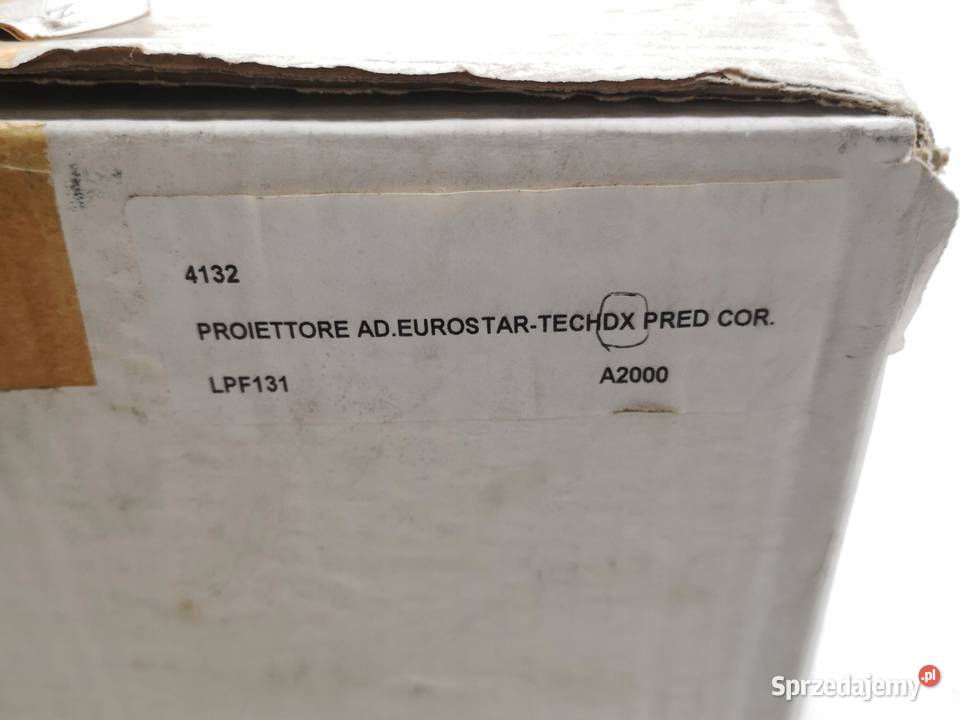 4132
PROIETTORE AD.EUROSTAR-TECHDX PRED COR.
LPF131 A2000
Sprzedajemy.pl